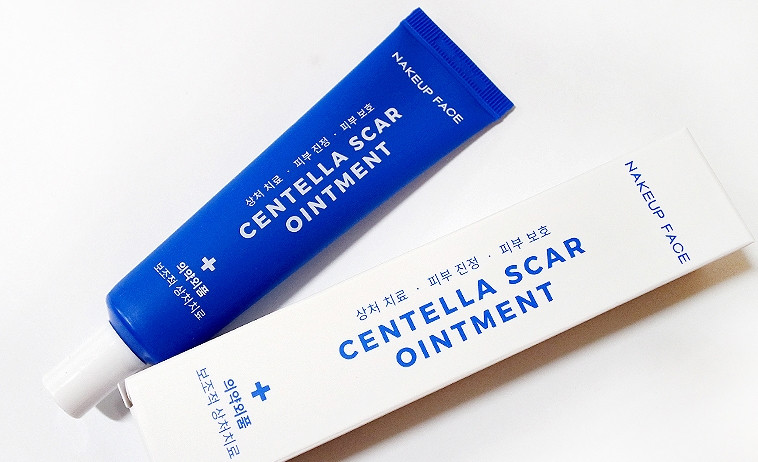 NAKEUP FACE
상처 치료 · 피부 진정 · 피부 보호
CENTELLA SCAR
OINTMENT
의약외품
보조적 상처치료
NAKEUP FACE
상처 치료 · 피부 진정 · 피부 보호
CENTELLA SCAR
OINTMENT
의약외품
보조적 상처치료